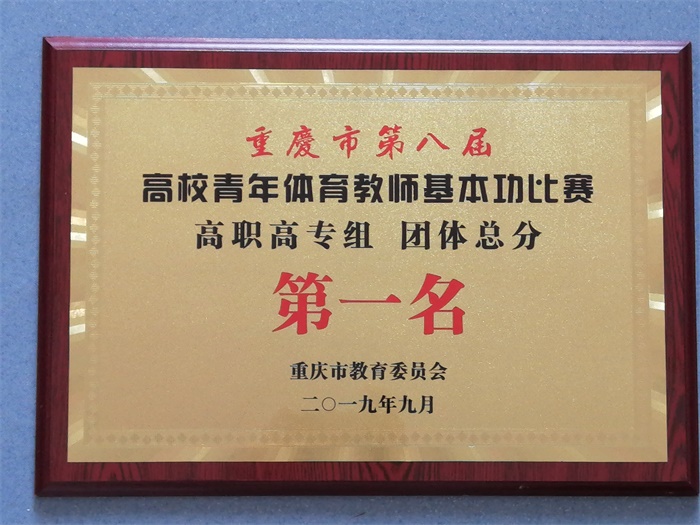 重慶市第八届
高校青年体育教师基本功比赛
高职高专组 团体总分
第一名
重庆市教育委员会
二〇一九年九月